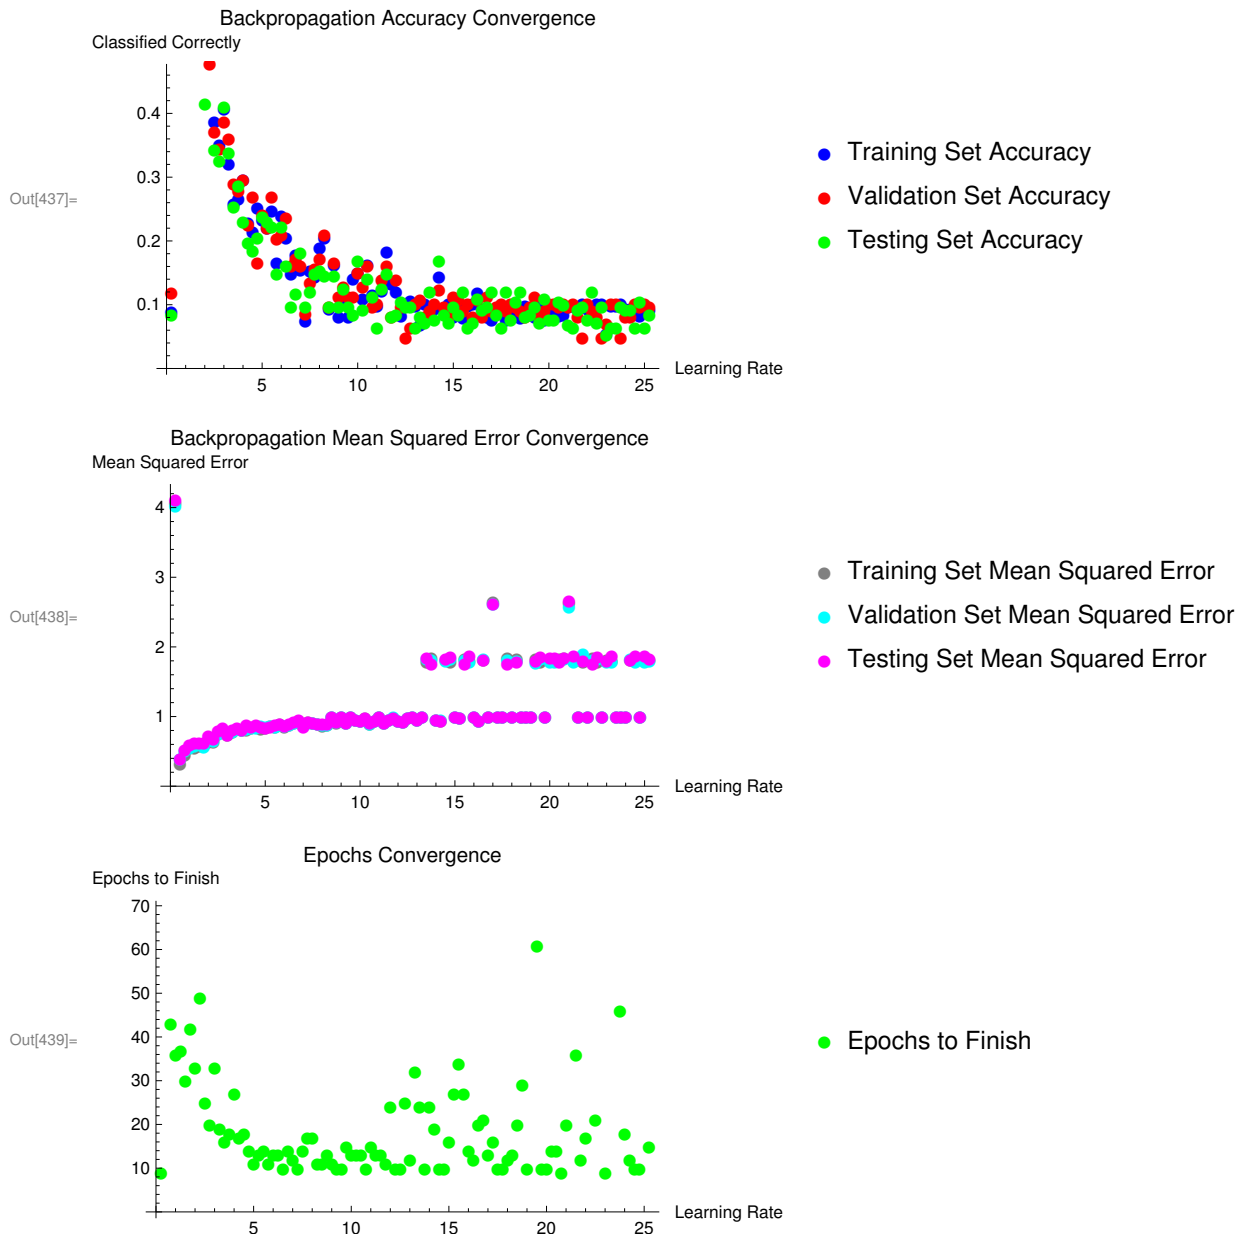 Backpropagation Accuracy Convergence
Classified Correctly
0.4
0.3
0.2
0.1
5 10 15 20 25
Learning Rate
Out[437]=
Training Set Accuracy
Validation Set Accuracy
Testing Set Accuracy
Backpropagation Mean Squared Error Convergence
Mean Squared Error
4
3
2
1
5 10 15 20 25
Learning Rate
Out[438]=
Training Set Mean Squared Error
Validation Set Mean Squared Error
Testing Set Mean Squared Error
Epochs Convergence
Epochs to Finish
70
60
50
40
30
20
10
5 10 15 20 25
Learning Rate
Out[439]=
Epochs to Finish